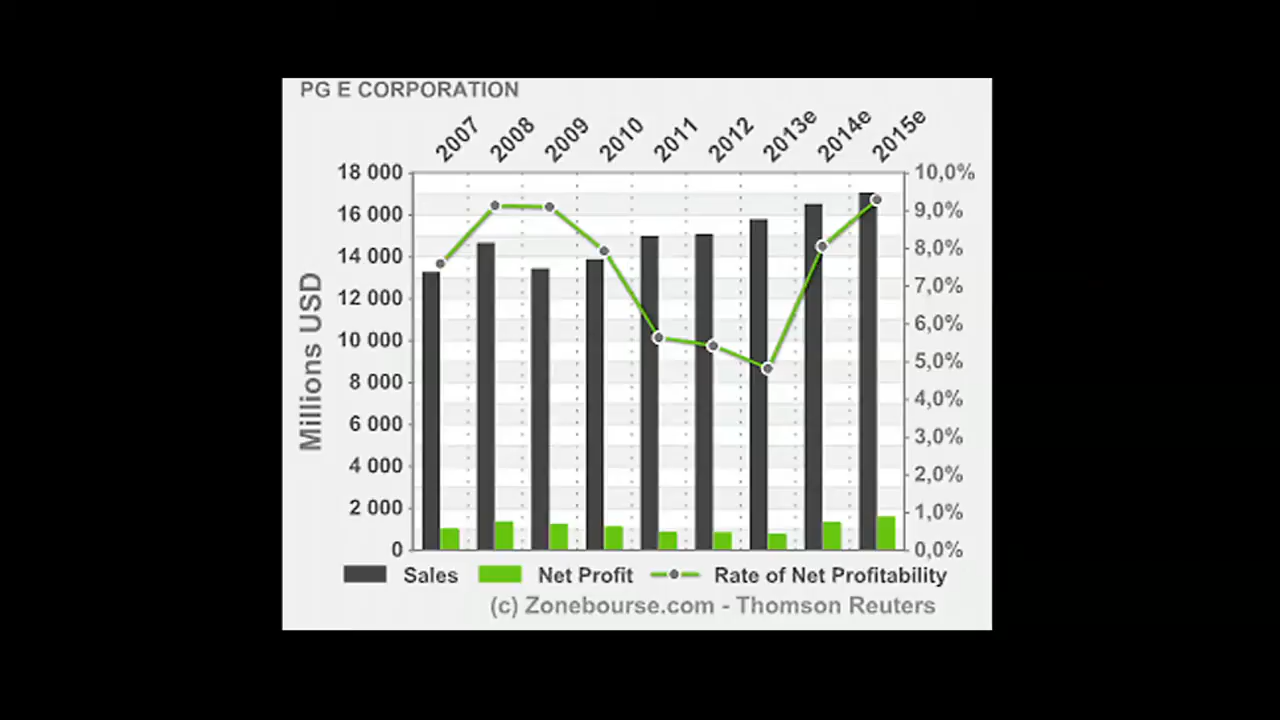 PG E CORPORATION
2007 2008 2009 2010 2011 2012 2013e 2014e 2015e
18 000 10,0%
16 000 9,0%
14 000 8,0%
12 000 7,0%
10 000 6,0%
8 000 5,0%
6 000 4,0%
4 000 3,0%
2 000 2,0%
0 1,0%
0,0%
Millions USD
Sales Net Profit Rate of Net Profitability
(c) Zonebourse.com - Thomson Reuters